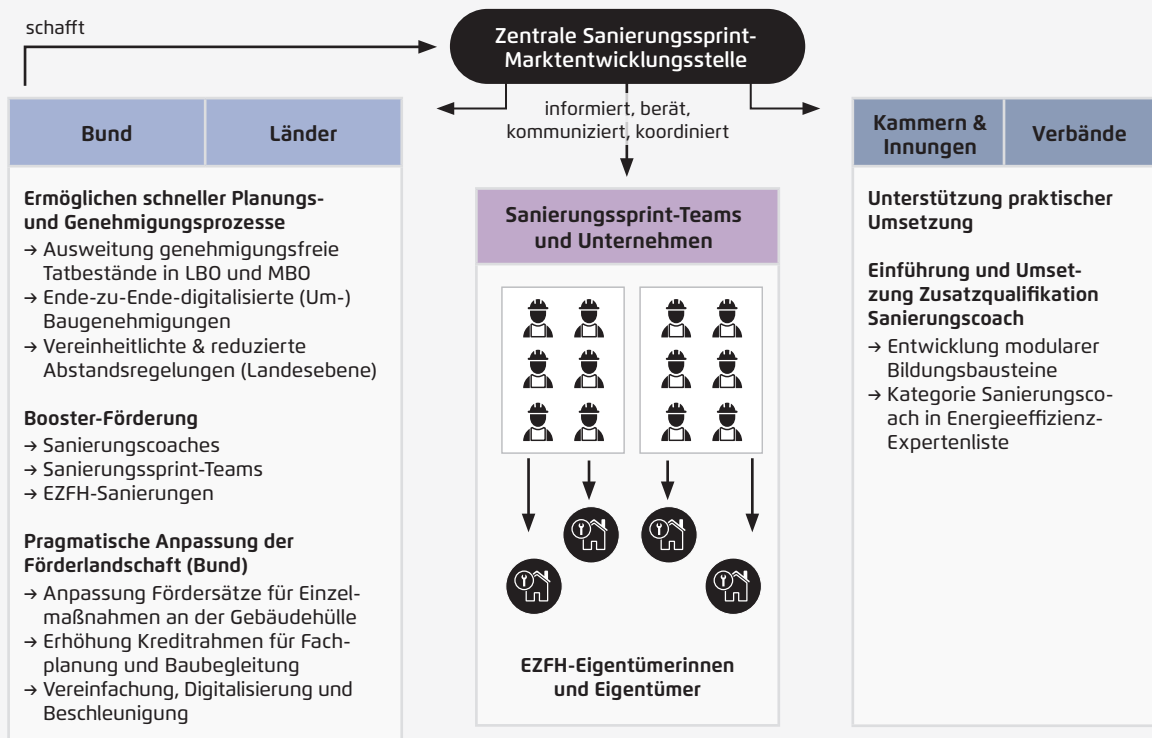 schafft
Zentrale Sanierungssprint-
Marktentwicklungsstelle
informiert, berät,
kommuniziert, koordiniert
Bund
Länder
Ermöglichen schneller Planungs-
und Genehmigungsprozesse
→ Ausweitung genehmigungsfreie
Tatbestände in LBO und MBO
→ Ende-zu-Ende-digitalisierte (Um-)
Baugenehmigungen
→ Vereinheitlichte & reduzierte
Abstandsregelungen (Landesebene)
Booster-Förderung
→ Sanierungscoaches
→ Sanierungssprint-Teams
→ EZFH-Sanierungen
Pragmatische Anpassung der
Förderlandschaft (Bund)
→ Anpassung Fördersätze für Einzel-
maßnahmen an der Gebäudehülle
→ Erhöhung Kreditrahmen für Fach-
planung und Baubegleitung
→ Vereinfachung, Digitalisierung und
Beschleunigung
Sanierungssprint-Teams
und Unternehmen
EZFH-Eigentümerinnen
und Eigentümer
Kammern &
Innungen
Verbände
Unterstützung praktischer
Umsetzung
Einführung und Umset-
zung Zusatzqualifikation
Sanierungscoach
→ Entwicklung modularer
Bildungsbausteine
→ Kategorie Sanierungsco-
ach in Energieeffizienz-
Expertenliste